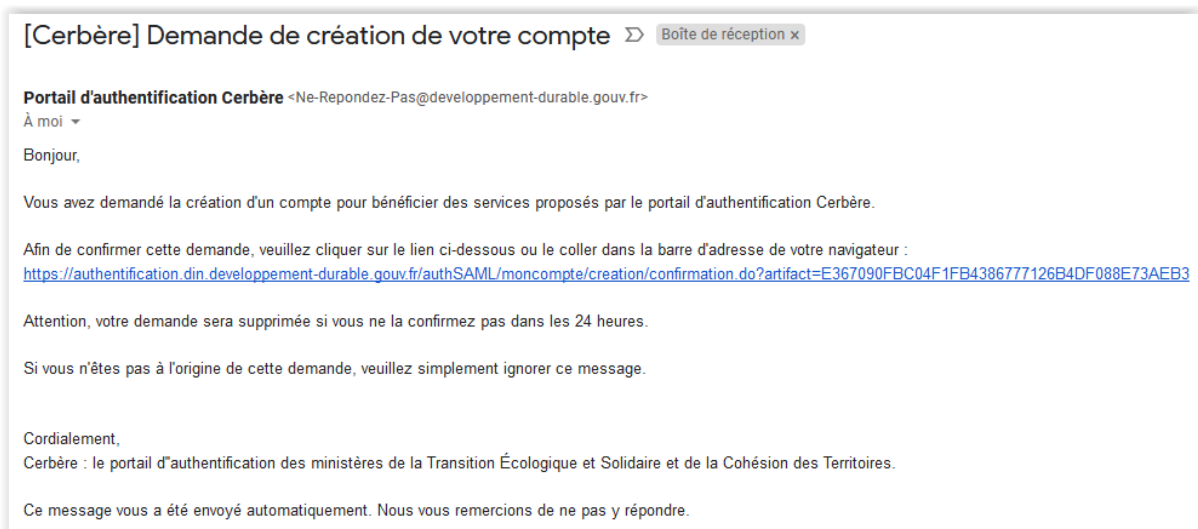 [Cerbère] Demande de création de votre compte Boîte de réception x
Portail d'authentification Cerbère <Ne-Repondez-Pas@developpement-durable.gouv.fr>
À moi
Bonjour,
Vous avez demandé la création d'un compte pour bénéficier des services proposés par le portail d'authentification Cerbère.
Afin de confirmer cette demande, veuillez cliquer sur le lien ci-dessous ou le coller dans la barre d'adresse de votre navigateur :
https://authentification.din.developpement-durable.gouv.fr/authSAML/moncompte/creation/confirmation.do?artifact=E367090FBC04F1FB4386777126B4DF088E73AEB3
Attention, votre demande sera supprimée si vous ne la confirmez pas dans les 24 heures.
Si vous n'êtes pas à l'origine de cette demande, veuillez simplement ignorer ce message.
Cordialement,
Cerbère : le portail d"authentification des ministères de la Transition Écologique et Solidaire et de la Cohésion des Territoires.
Ce message vous a été envoyé automatiquement. Nous vous remercions de ne pas y répondre.